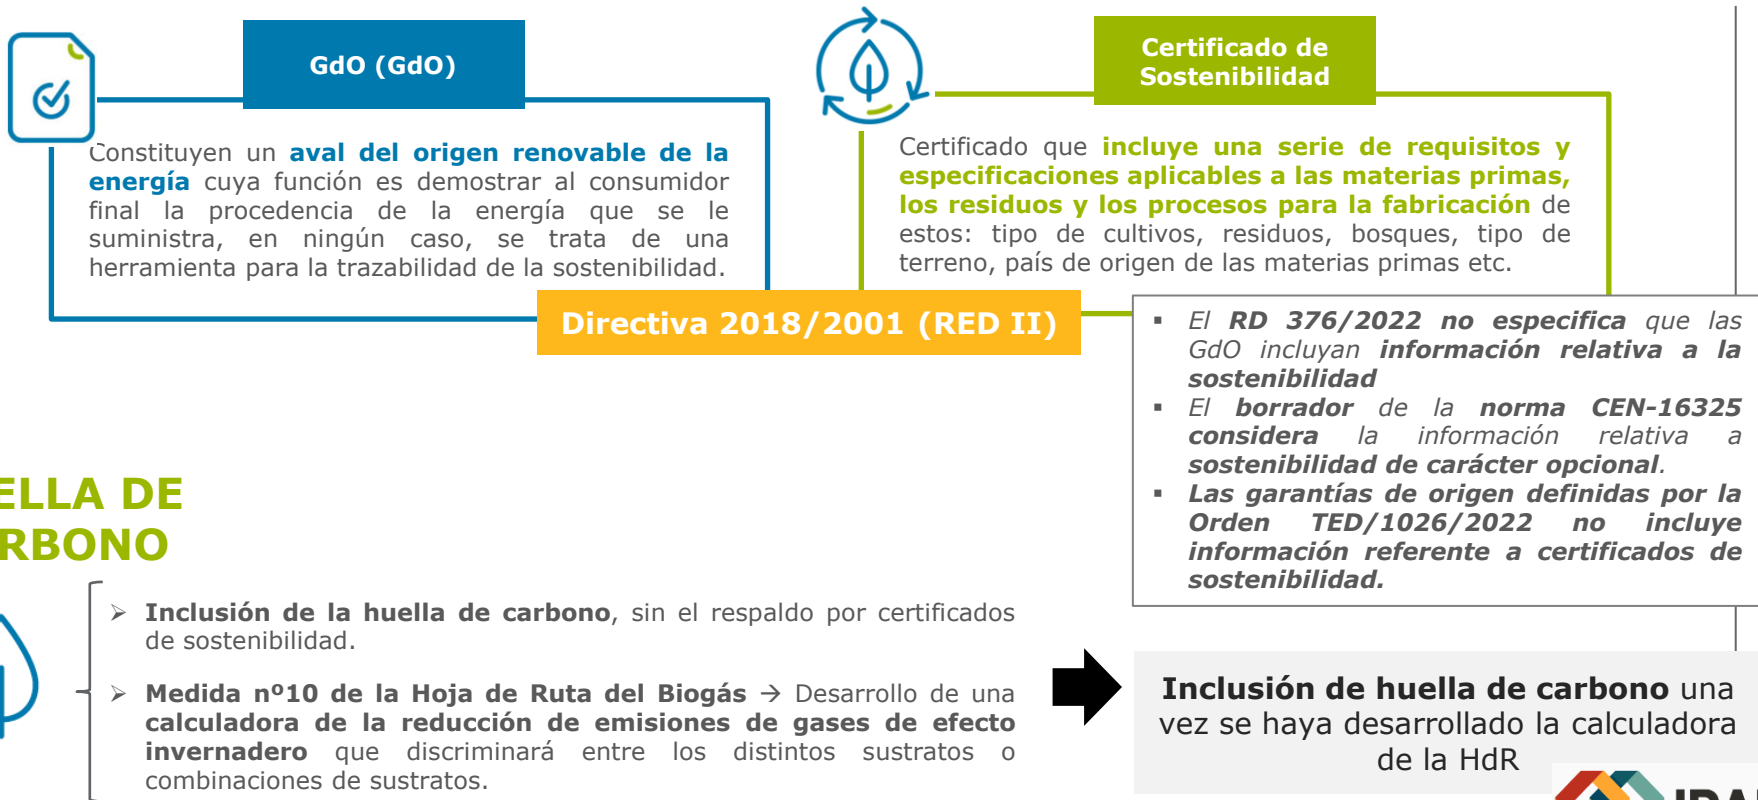 GdO (GdO)
Constituyen un aval del origen renovable de la
energía cuya función es demostrar al consumidor
final la procedencia de la energía que se le
suministra, en ningún caso, se trata de una
herramienta para la trazabilidad de la sostenibilidad.
Certificado de
Sostenibilidad
Certificado que incluye una serie de requisitos y
especificaciones aplicables a las materias primas,
los residuos y los procesos para la fabricación de
estos: tipo de cultivos, residuos, bosques, tipo de
terreno, país de origen de las materias primas etc.
Directiva 2018/2001 (RED II)
▪ El RD 376/2022 no especifica que las
GdO incluyan información relativa a la
sostenibilidad
▪ El borrador de la norma CEN-16325
considera la información relativa a
sostenibilidad de carácter opcional.
▪ Las garantías de origen definidas por la
Orden TED/1026/2022 no incluye
información referente a certificados de
sostenibilidad.
ELLA DE
RBONO
➢ Inclusión de la huella de carbono, sin el respaldo por certificados
de sostenibilidad.
➢ Medida nº10 de la Hoja de Ruta del Biogás → Desarrollo de una
calculadora de la reducción de emisiones de gases de efecto
invernadero que discriminará entre los distintos sustratos o
combinaciones de sustratos.
Inclusión de huella de carbono una
vez se haya desarrollado la calculadora
de la HdR